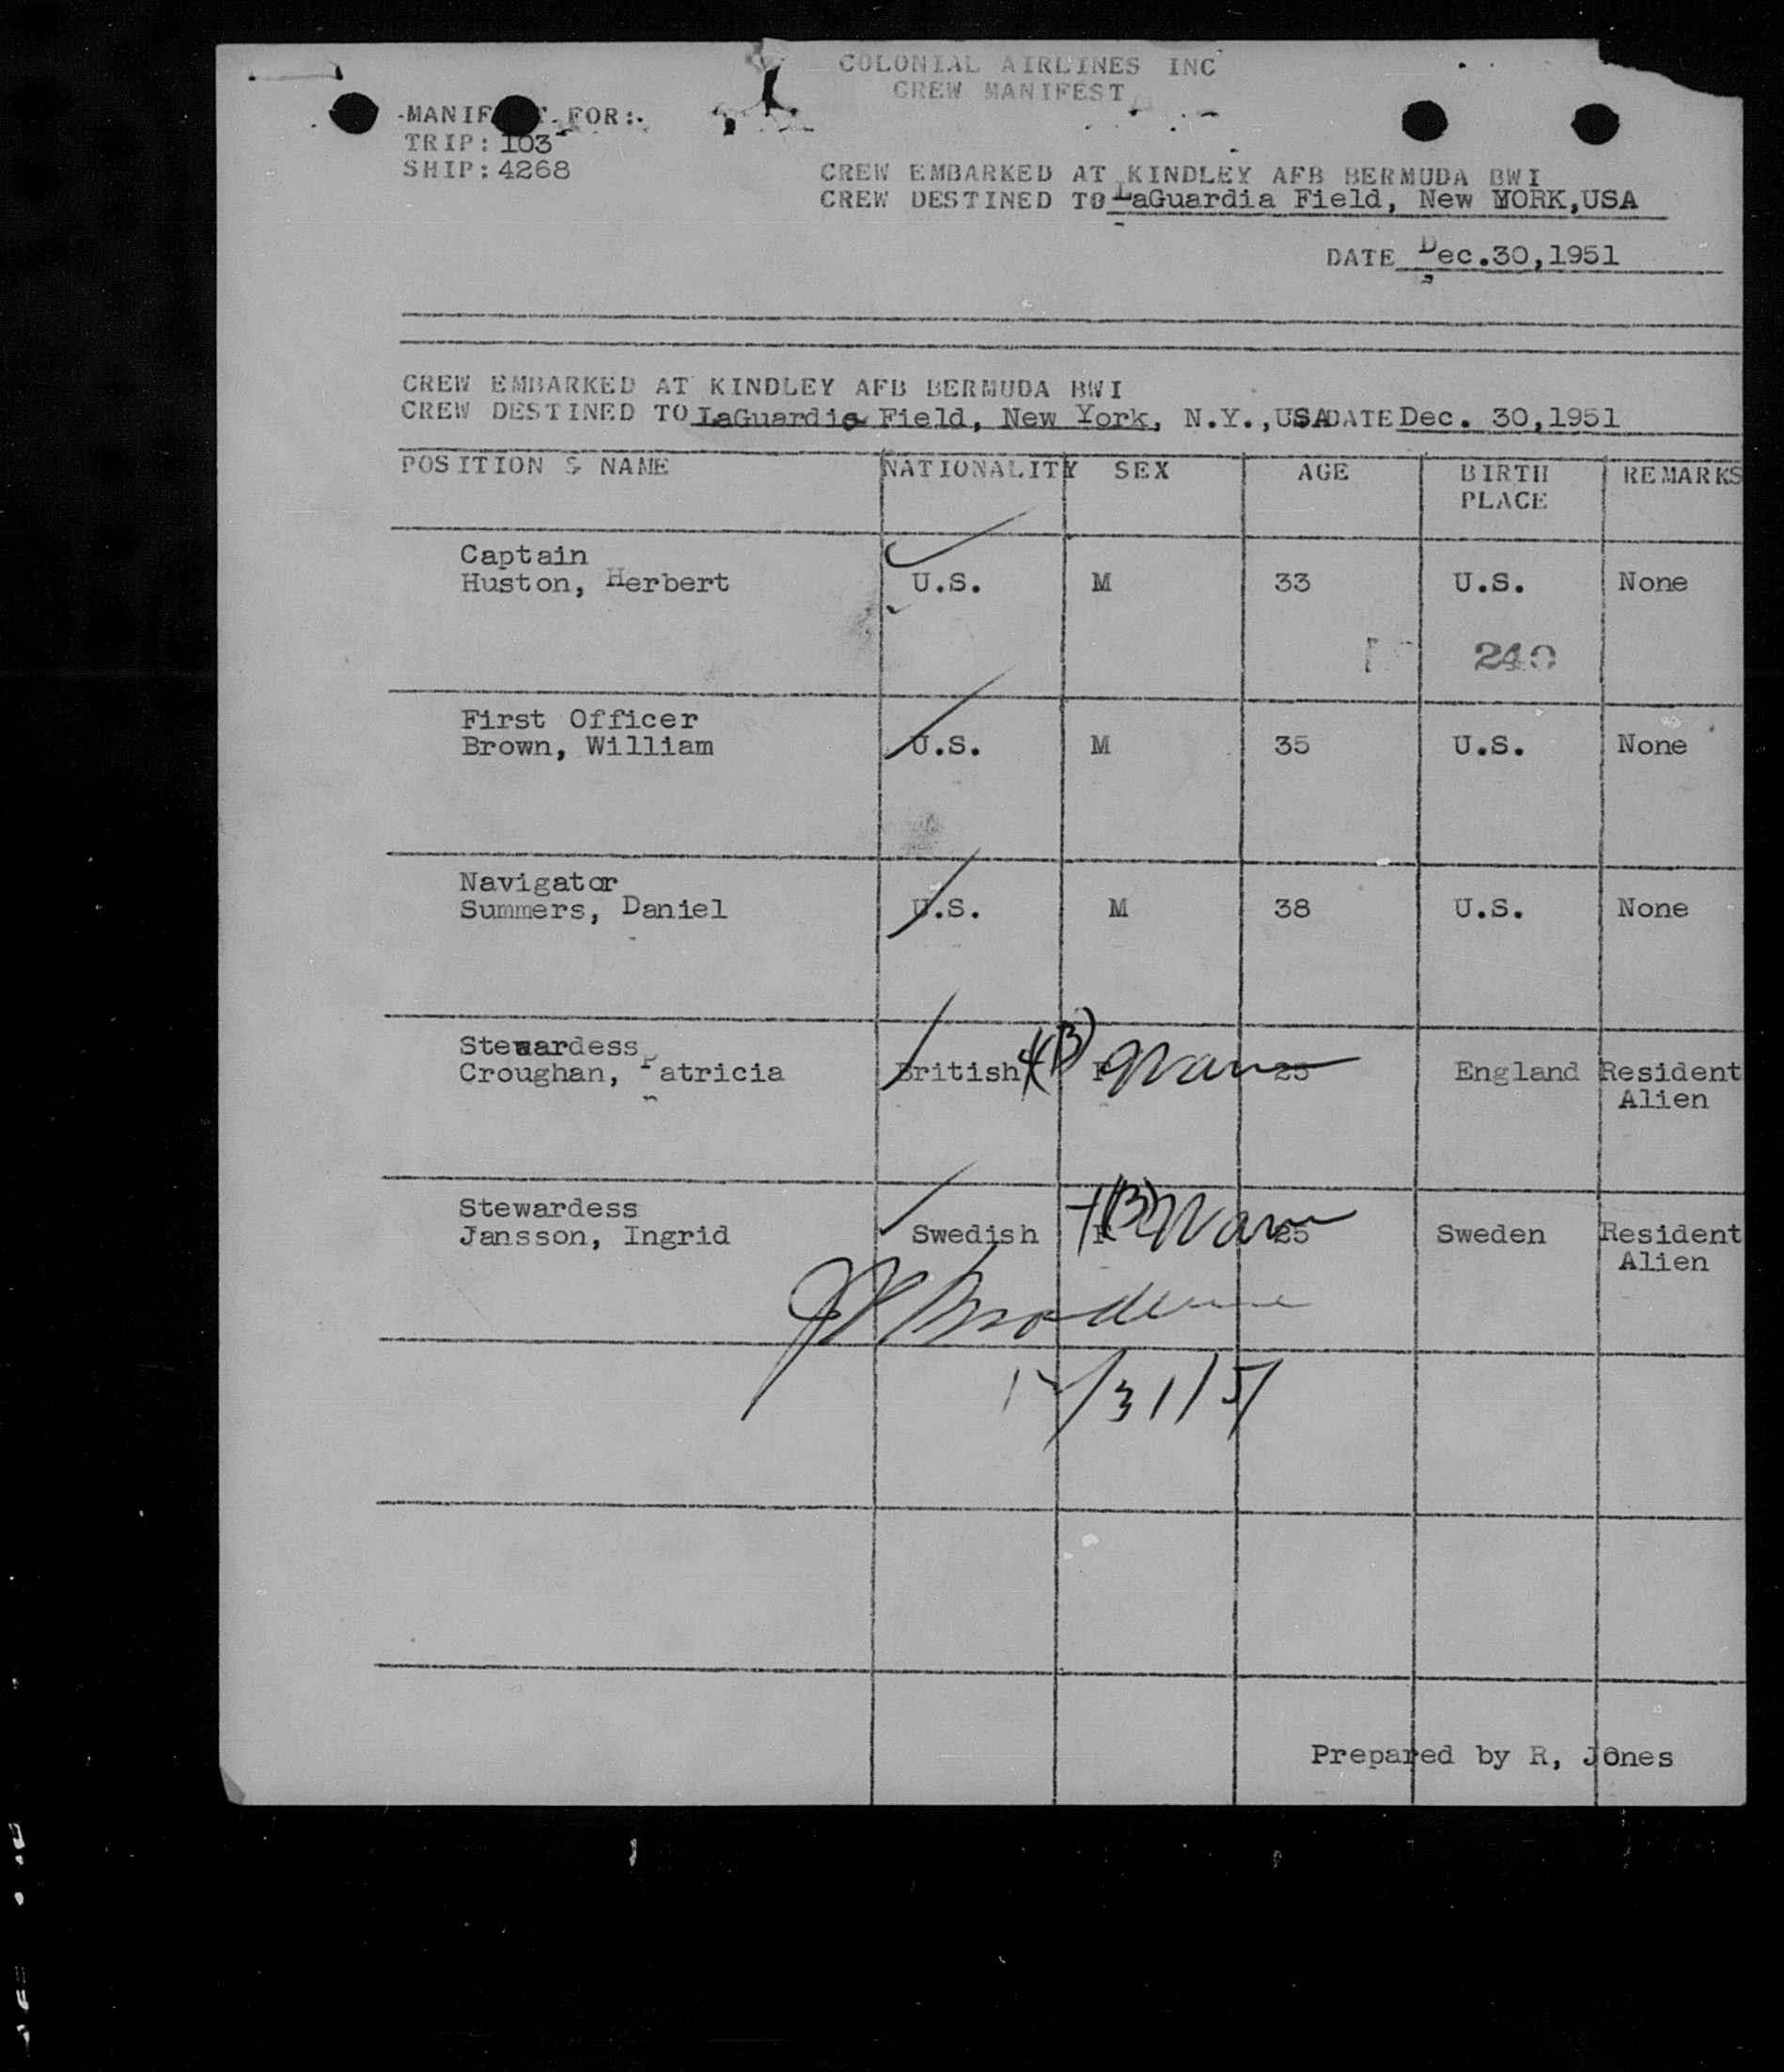 COLONIAL AIRLINES INC
CREW MANIFEST
MANIFEST FOR:
TRIP: 103
SHIP: 4268
CREW EMBARKED AT KINDLEY AFB BERMUDA BWI
CREW DESTINED TO LaGuardia Field, New YORK,USA
DATE Dec.30,1951
CREW EMBARKED AT KINDLEY AFB BERMUDA BWI
CREW DESTINED TO LaGuardia Field, New York, N.Y.,USA DATE Dec. 30,1951
POSITION & NAME NATIONALITY SEX AGE BIRTH PLACE REMARKS
Captain
Huston, Herbert U.S. M 33 U.S. None
240
First Officer
Brown, William U.S. M 35 U.S. None
Navigator
Summers, Daniel U.S. M 38 U.S. None
Stewardess
Croughan, Patricia British (B) F 25 England Resident
Alien
Stewardess
Jansson, Ingrid Swedish (B) F 25 Sweden Resident
Alien
12/31/51
Prepared by R, JOnes